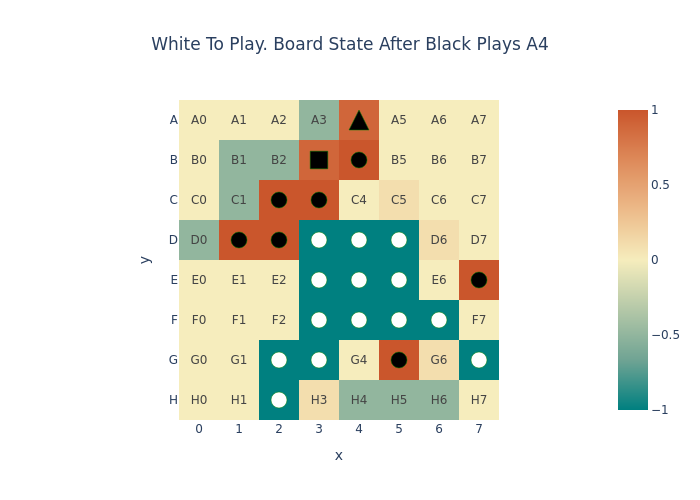 White To Play. Board State After Black Plays A4
A A0 A1 A2 A3 A5 A6 A7
B B0 B1 B2 B5 B6 B7
C C0 C1 C4 C5 C6 C7
D D0 D6 D7
E E0 E1 E2 E6
F F0 F1 F2 F7
G G0 G1 G4 G6
H H0 H1 H3 H4 H5 H6 H7
0 1 2 3 4 5 6 7
x
y
1
0.5
0
−0.5
−1